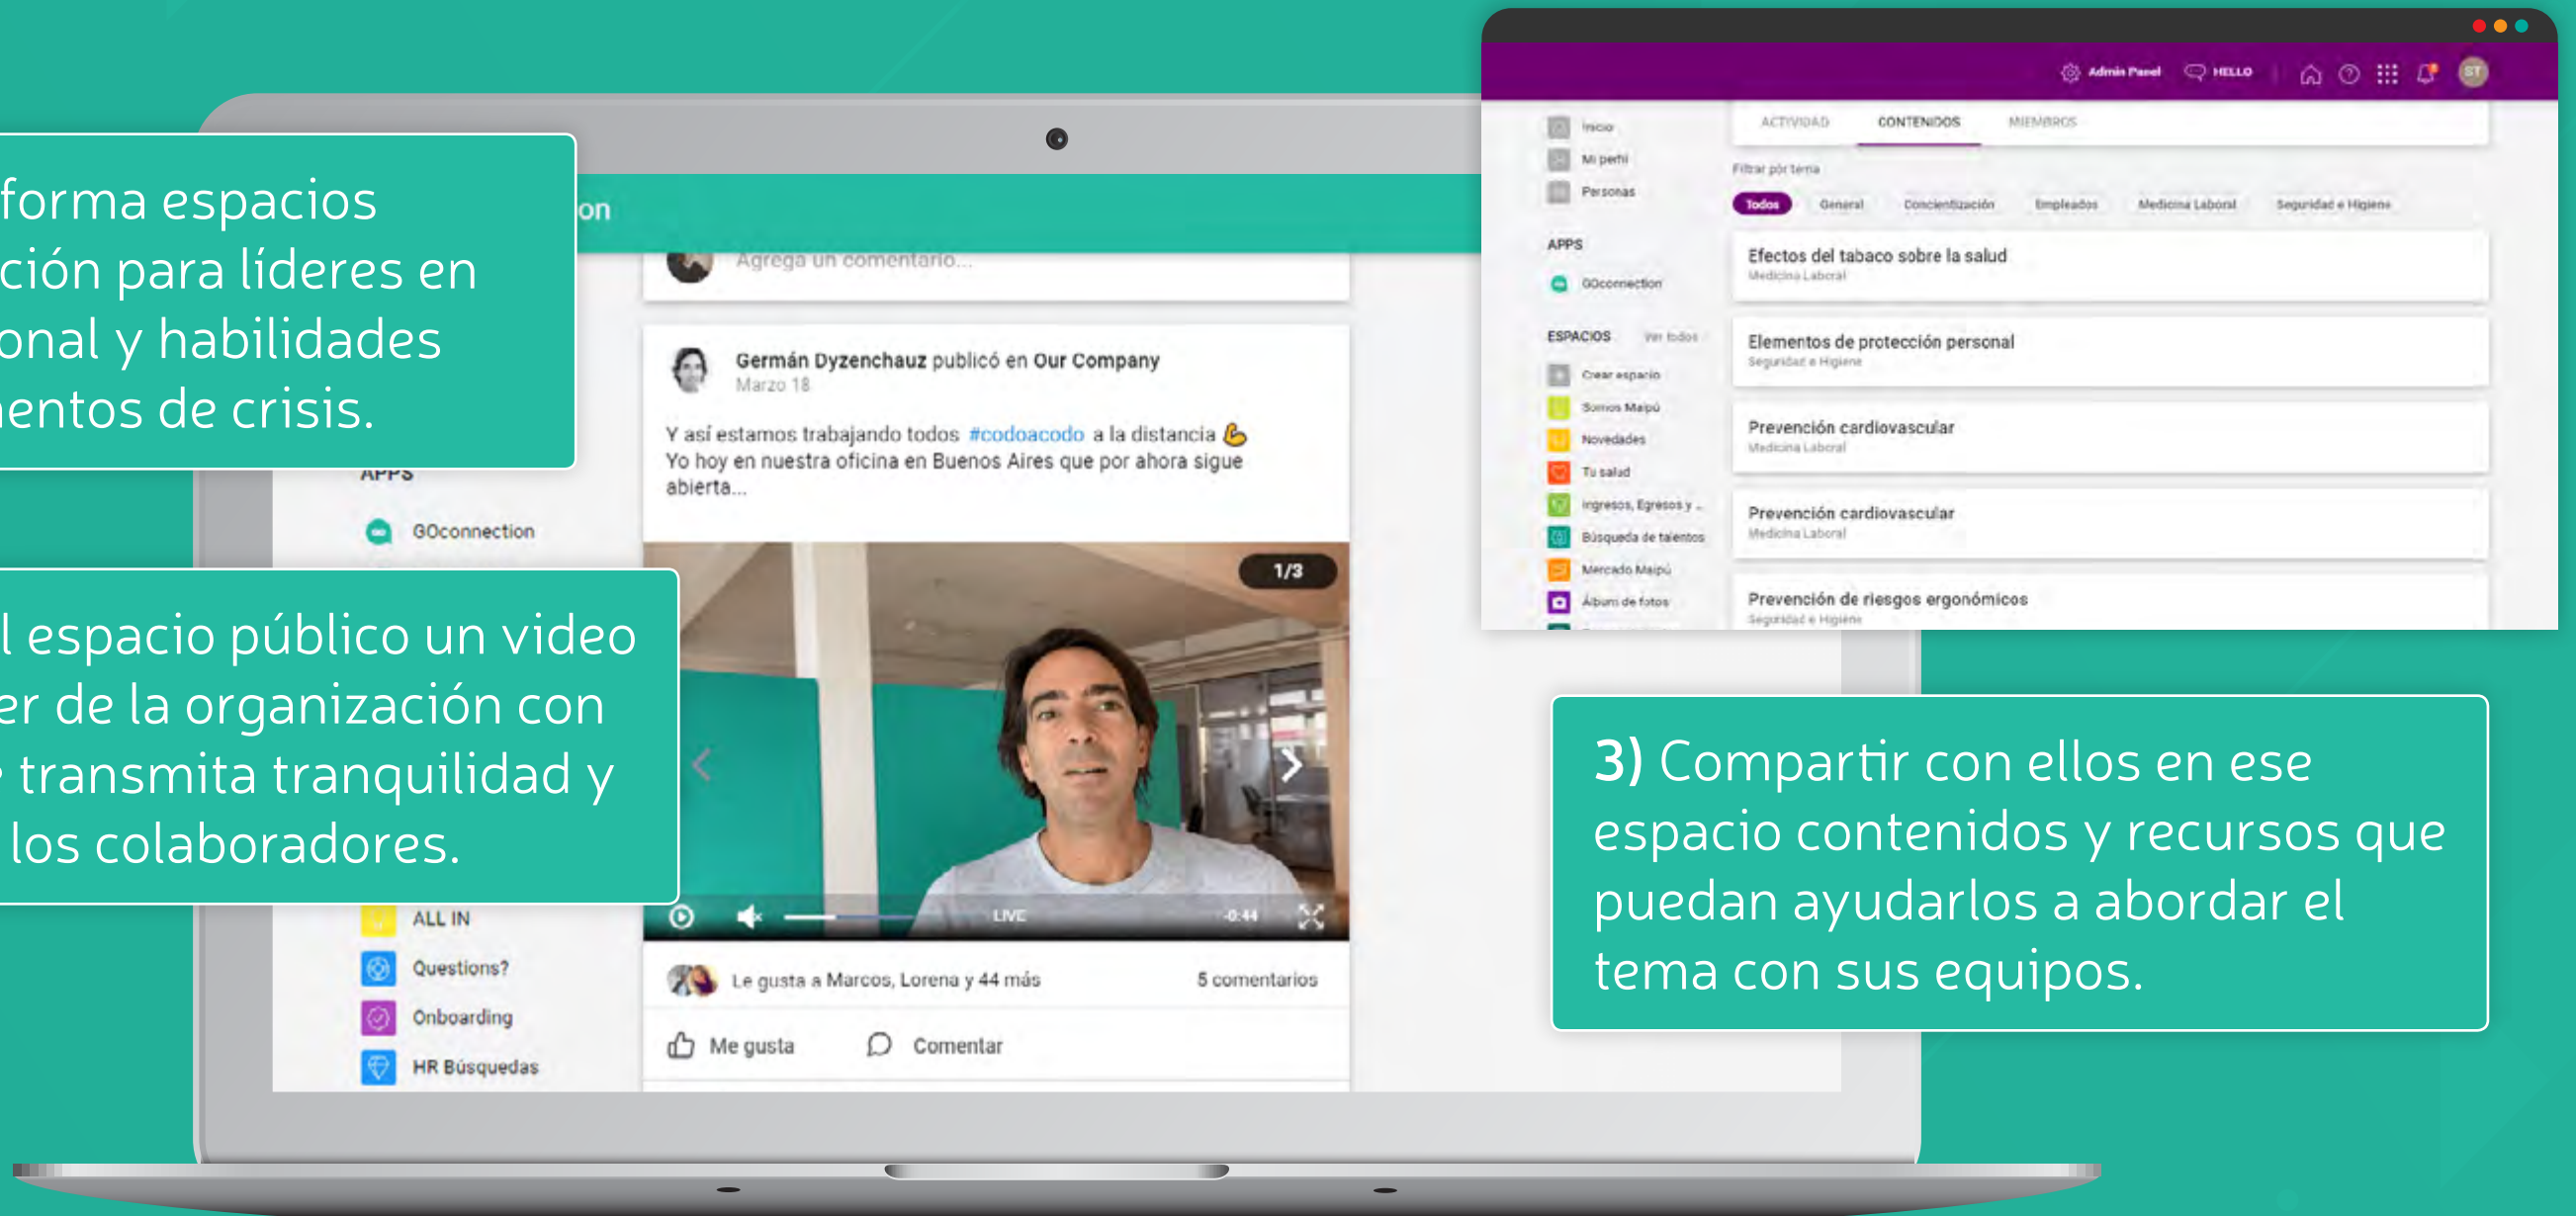 forma espacios
ción para líderes en
onal y habilidades
entos de crisis.
l espacio público un video
er de la organización con
transmita tranquilidad y
los colaboradores.
on
APPS
GOconnection
ALL IN
Questions?
Onboarding
HR Búsquedas
Agrega un comentario...
Germán Dyzenchauz publicó en Our Company
Marzo 18
Y así estamos trabajando todos #codoacodo a la distancia 💪
Yo hoy en nuestra oficina en Buenos Aires que por ahora sigue
abierta...
1/3
LIVE
-0:44
Le gusta a Marcos, Lorena y 44 más
5 comentarios
Me gusta
Comentar
Admin Panel
HELLO
ST
Inicio
Mi perfil
Personas
APPS
GOconnection
ESPACIOS
Ver todos
Crear espacio
Somos Maipú
Novedades
Tu salud
Ingresos, Egresos y ...
Búsqueda de talentos
Mercado Maipú
Álbum de fotos
ACTIVIDAD
CONTENIDOS
MIEMBROS
Filtrar pór tema
Todos
General
Concientización
Empleados
Medicina Laboral
Seguridad e Higiene
Efectos del tabaco sobre la salud
Medicina Laboral
Elementos de protección personal
Seguridad e Higiene
Prevención cardiovascular
Medicina Laboral
Prevención cardiovascular
Medicina Laboral
Prevención de riesgos ergonómicos
Seguridad e Higiene
3) Compartir con ellos en ese
espacio contenidos y recursos que
puedan ayudarlos a abordar el
tema con sus equipos.